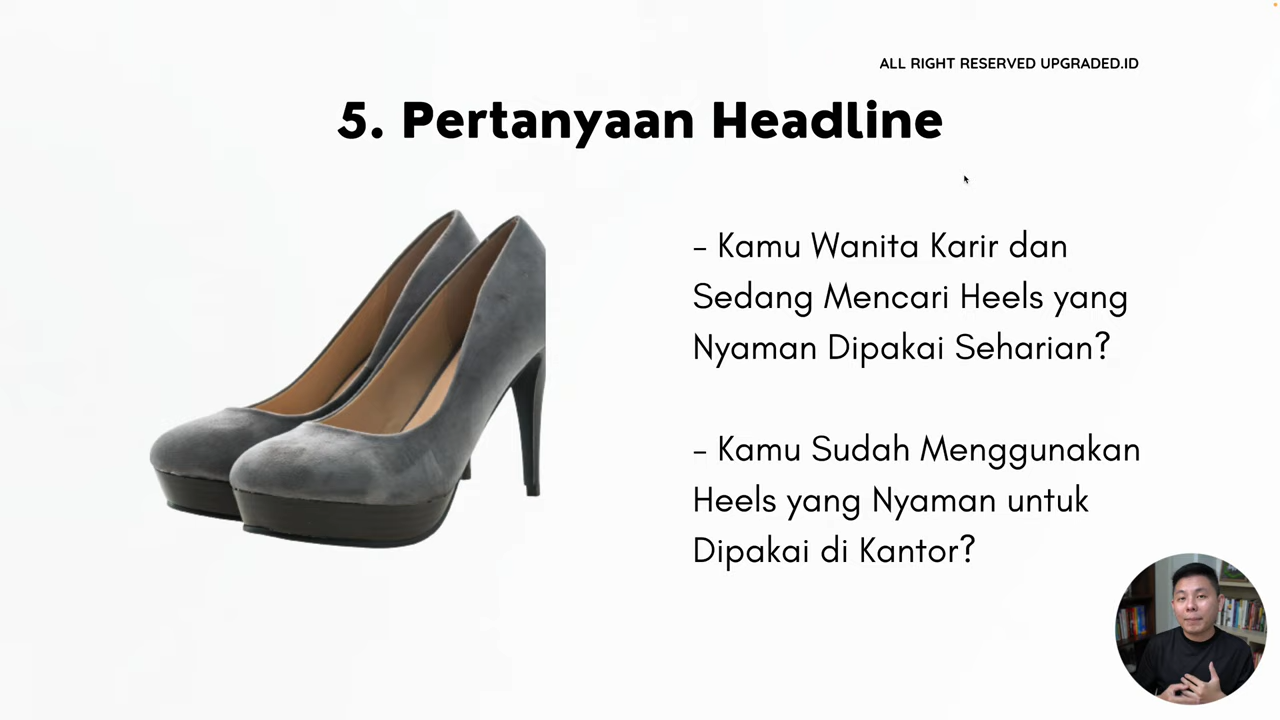 ALL RIGHT RESERVED UPGRADED.ID
5. Pertanyaan Headline
- Kamu Wanita Karir dan
Sedang Mencari Heels yang
Nyaman Dipakai Seharian?
- Kamu Sudah Menggunakan
Heels yang Nyaman untuk
Dipakai di Kantor?